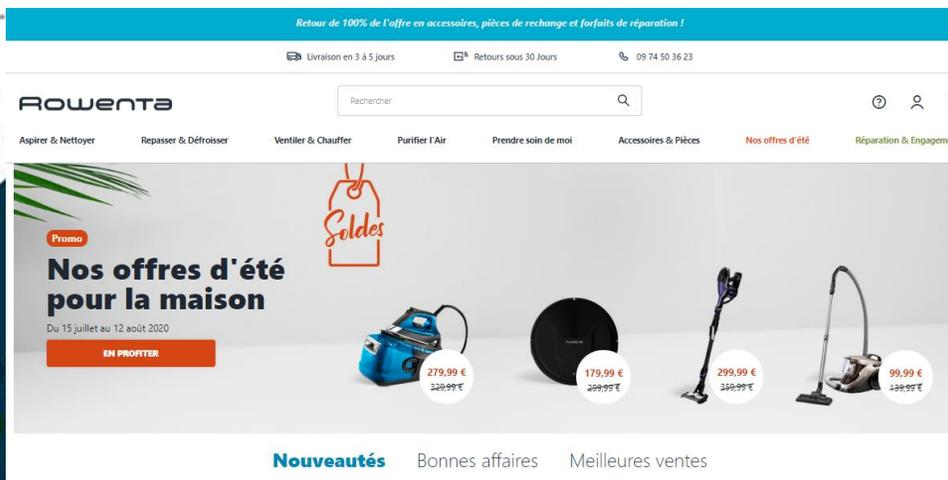 Retour de 100% de l'offre en accessoires, pièces de rechange et forfaits de réparation !
Livraison en 3 à 5 jours Retours sous 30 Jours 09 74 50 36 23
Rowenta Rechercher
Aspirer & Nettoyer Repasser & Défroisser Ventiler & Chauffer Purifier l'Air Prendre soin de moi Accessoires & Pièces Nos offres d'été Réparation & Engagem
Soldes
Promo
Nos offres d'été
pour la maison
Du 15 juillet au 12 août 2020
EN PROFITER
279,99 € 179,99 € 299,99 € 99,99 €
329,99 € 299,99 € 359,99 € 139,99 €
Nouveautés Bonnes affaires Meilleures ventes